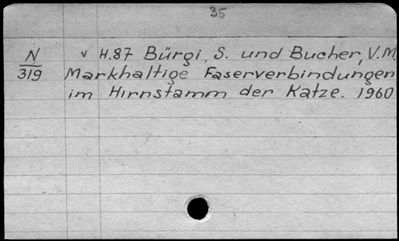 35
N v H.87 Bürgi, S. und Bucher, V.M.
319 Markhaltige Faserverbindungen
im Hirnstamm der Katze. 1960